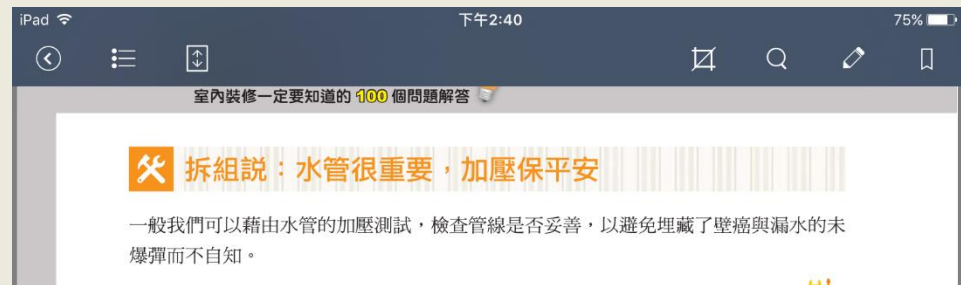 iPad 下午2:40 75%
室內裝修一定要知道的 100 個問題解答
拆組説：水管很重要，加壓保平安
一般我們可以藉由水管的加壓測試，檢查管線是否妥善，以避免埋藏了壁癌與漏水的未
爆彈而不自知。